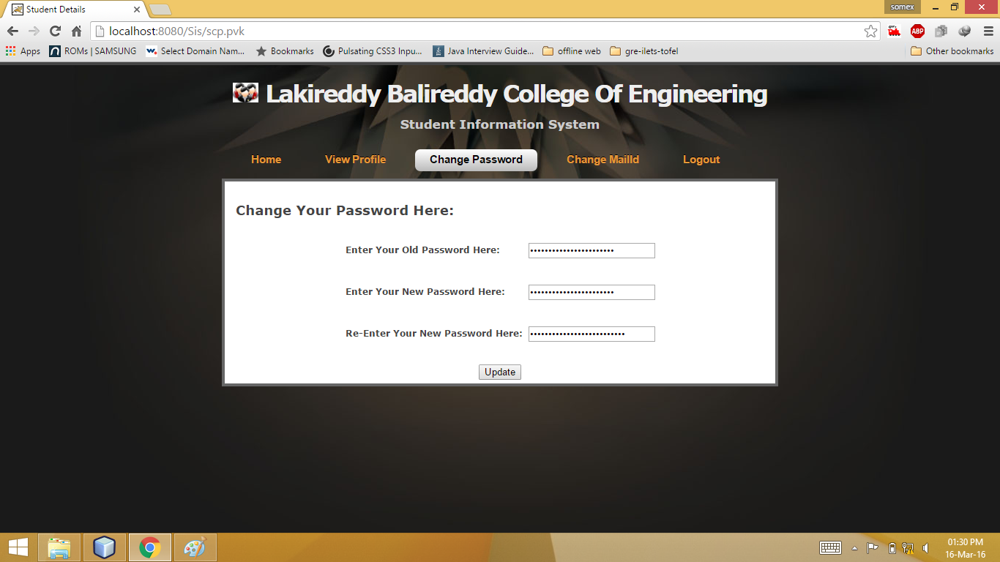 Student Details
somex
localhost:8080/Sis/scp.pvk
ABP
Apps ROMs | SAMSUNG Select Domain Nam... Bookmarks Pulsating CSS3 Inpu... Java Interview Guide... offline web gre-ilets-tofel Other bookmarks
Lakireddy Balireddy College Of Engineering
Student Information System
Home View Profile Change Password Change MailId Logout
Change Your Password Here:
Enter Your Old Password Here: •••••••••••••••••••••••
Enter Your New Password Here: •••••••••••••••••••••••
Re-Enter Your New Password Here: ••••••••••••••••••••••••••
Update
01:30 PM
16-Mar-16